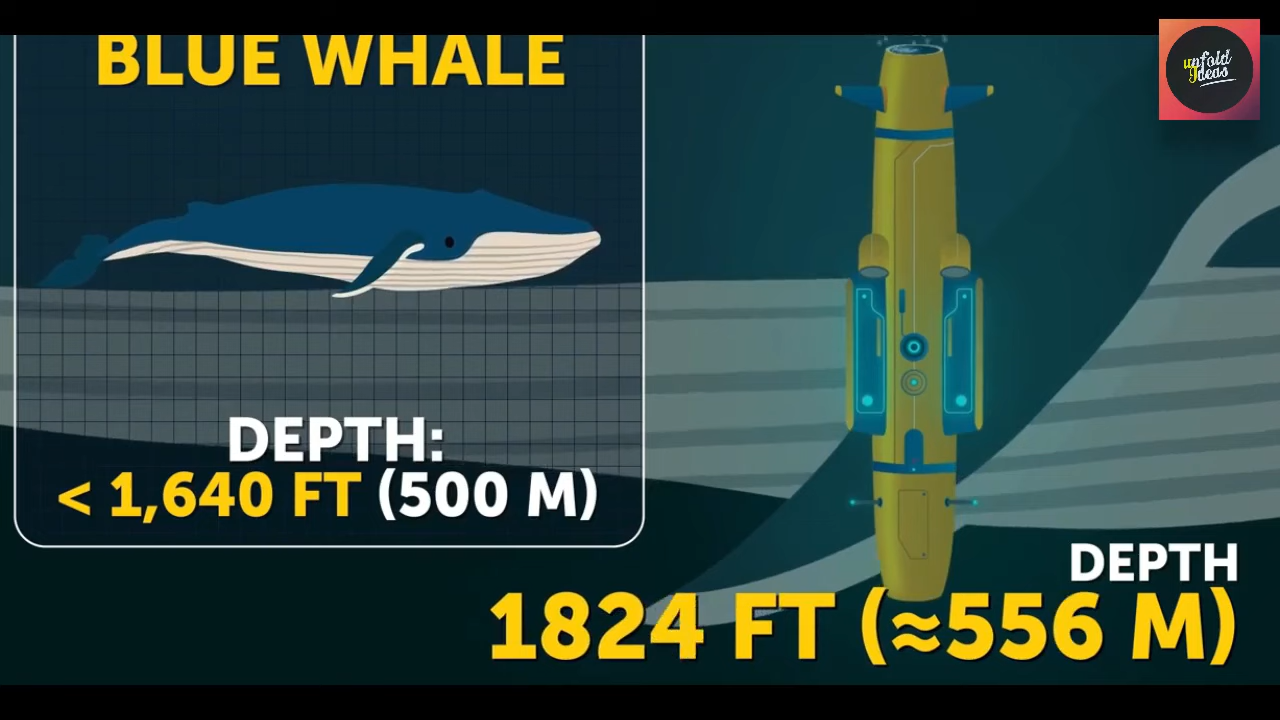 BLUE WHALE
DEPTH:
< 1,640 FT (500 M)
DEPTH
1824 FT (≈556 M)
unfold
Ideas